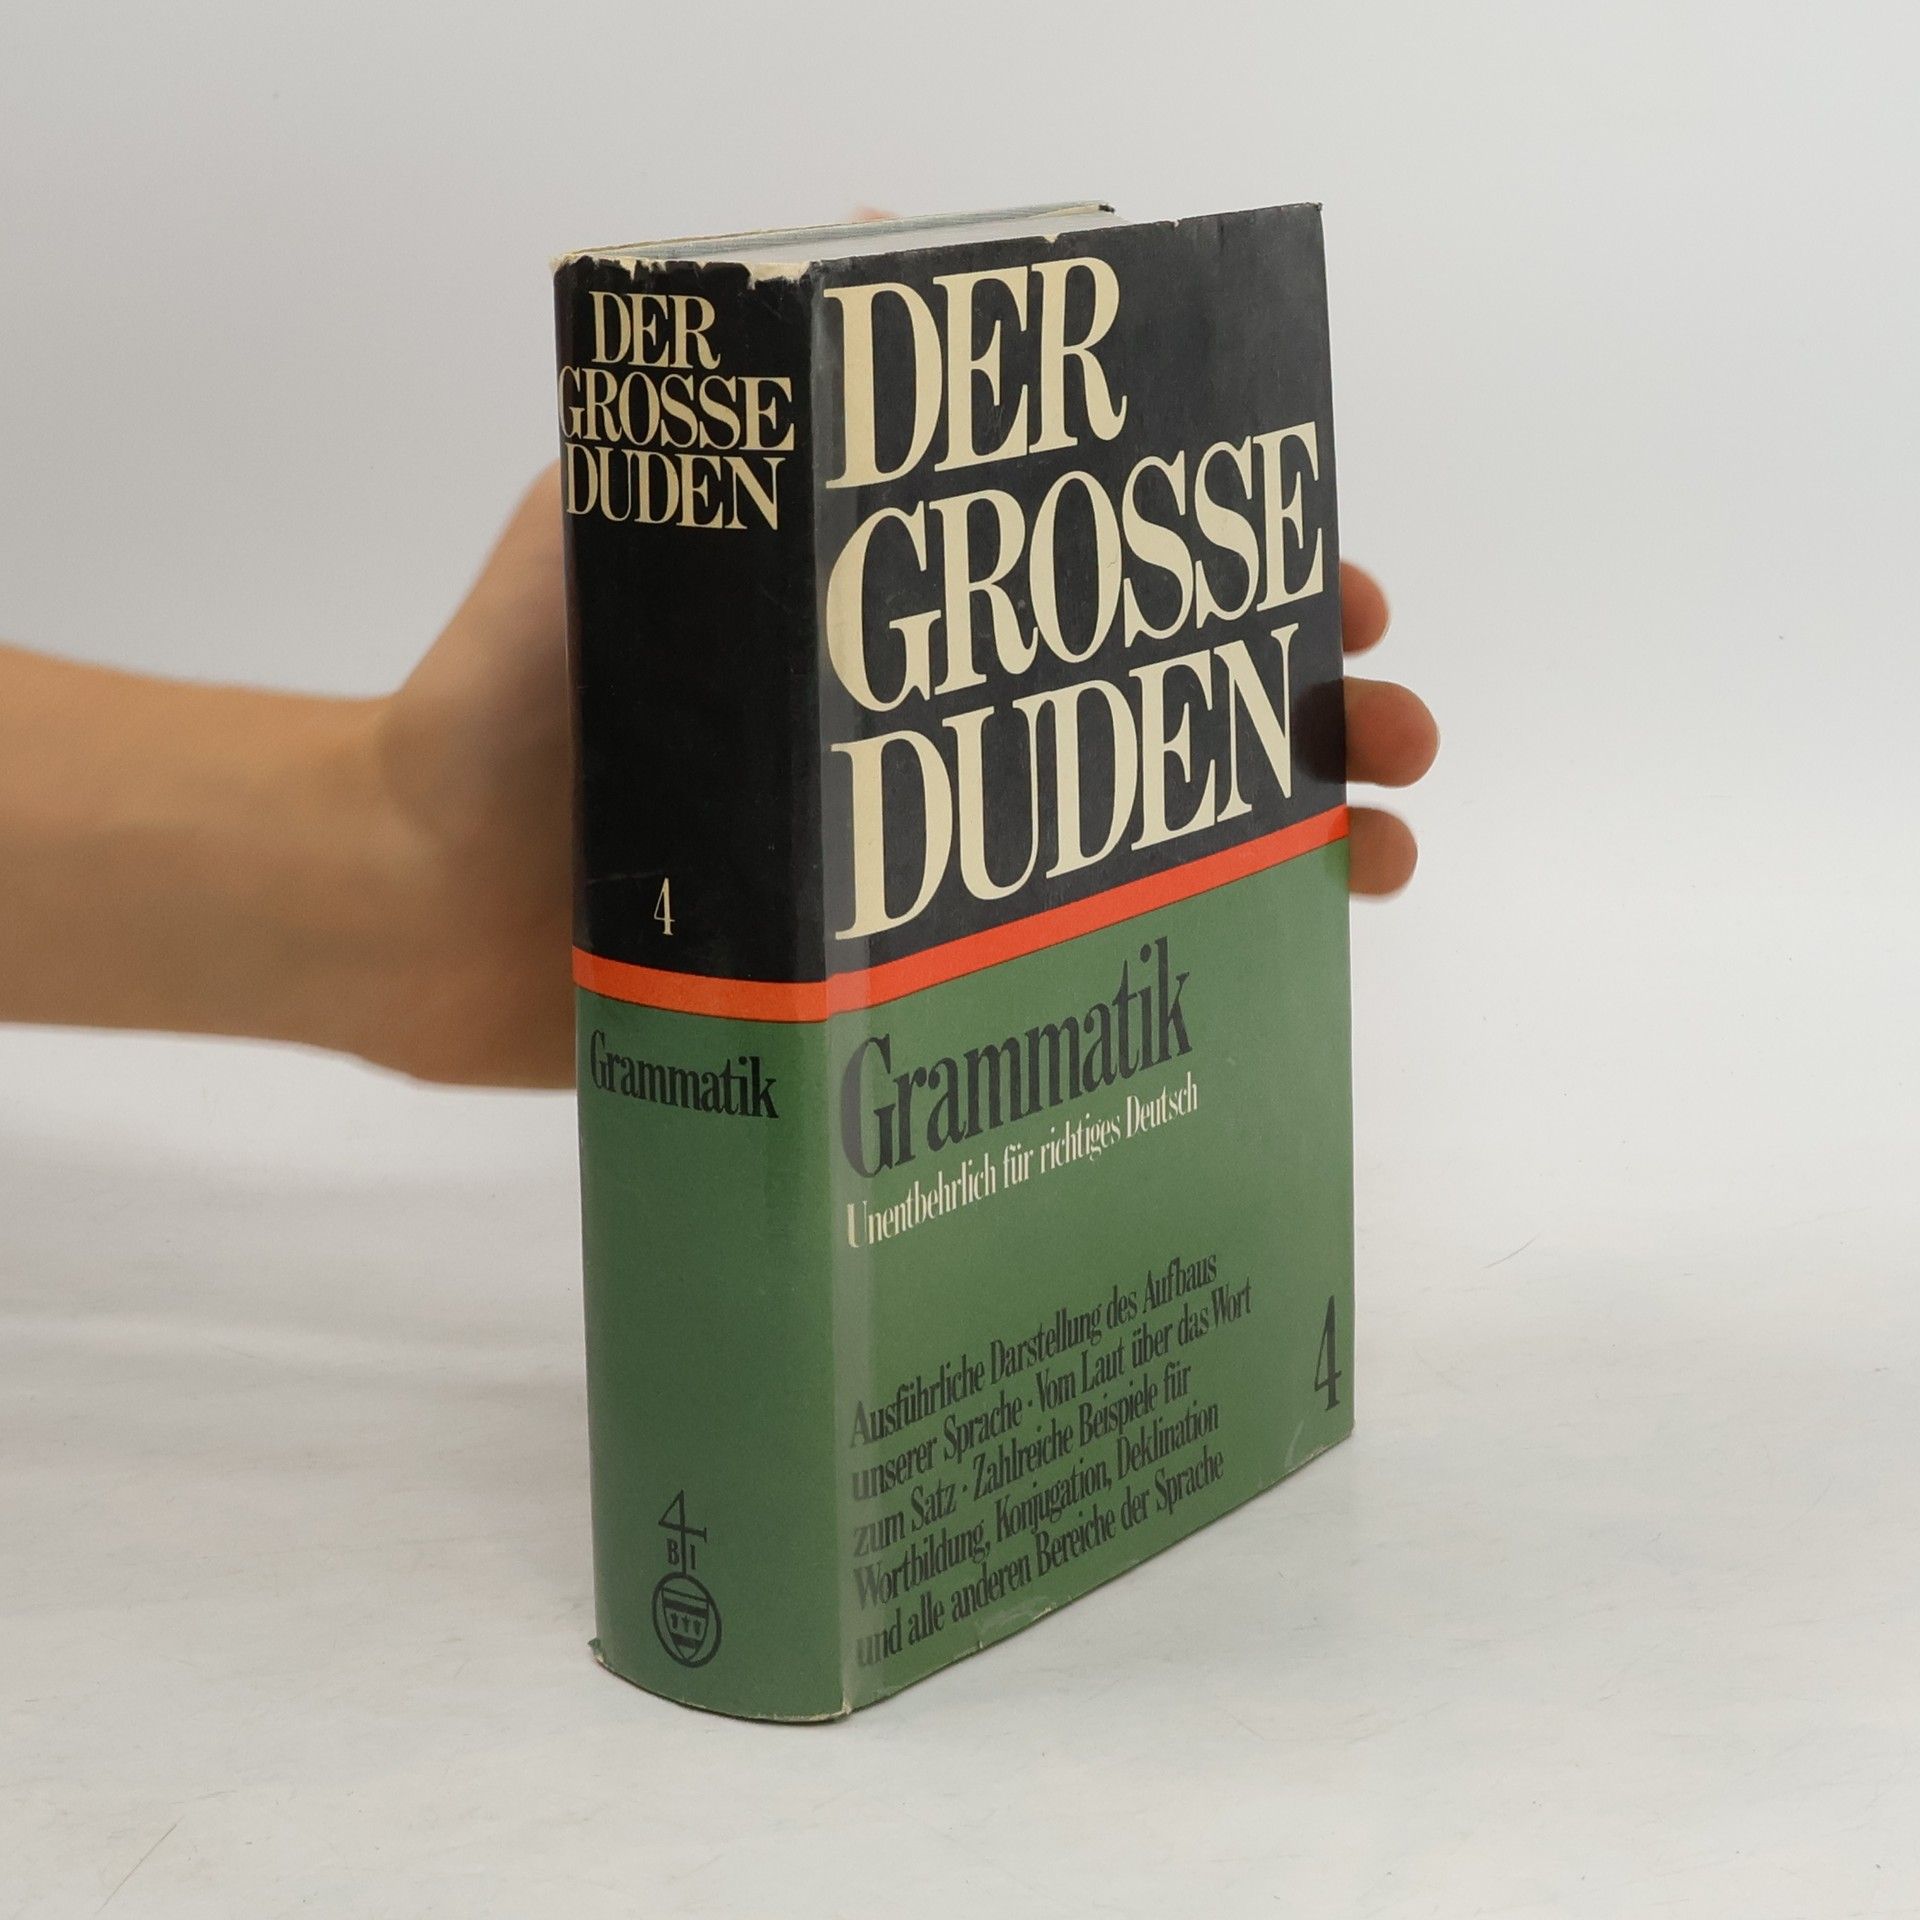 DER
GROSSE
DUDEN
4
Grammatik
4
B I
DER
GROSSE
DUDEN
Grammatik
Unentbehrlich für richtiges Deutsch
Ausführliche Darstellung des Aufbaus
unserer Sprache · Vom Laut über das Wort
zum Satz · Zahlreiche Beispiele für
Wortbildung, Konjugation, Deklination
und alle anderen Bereiche der Sprache
4